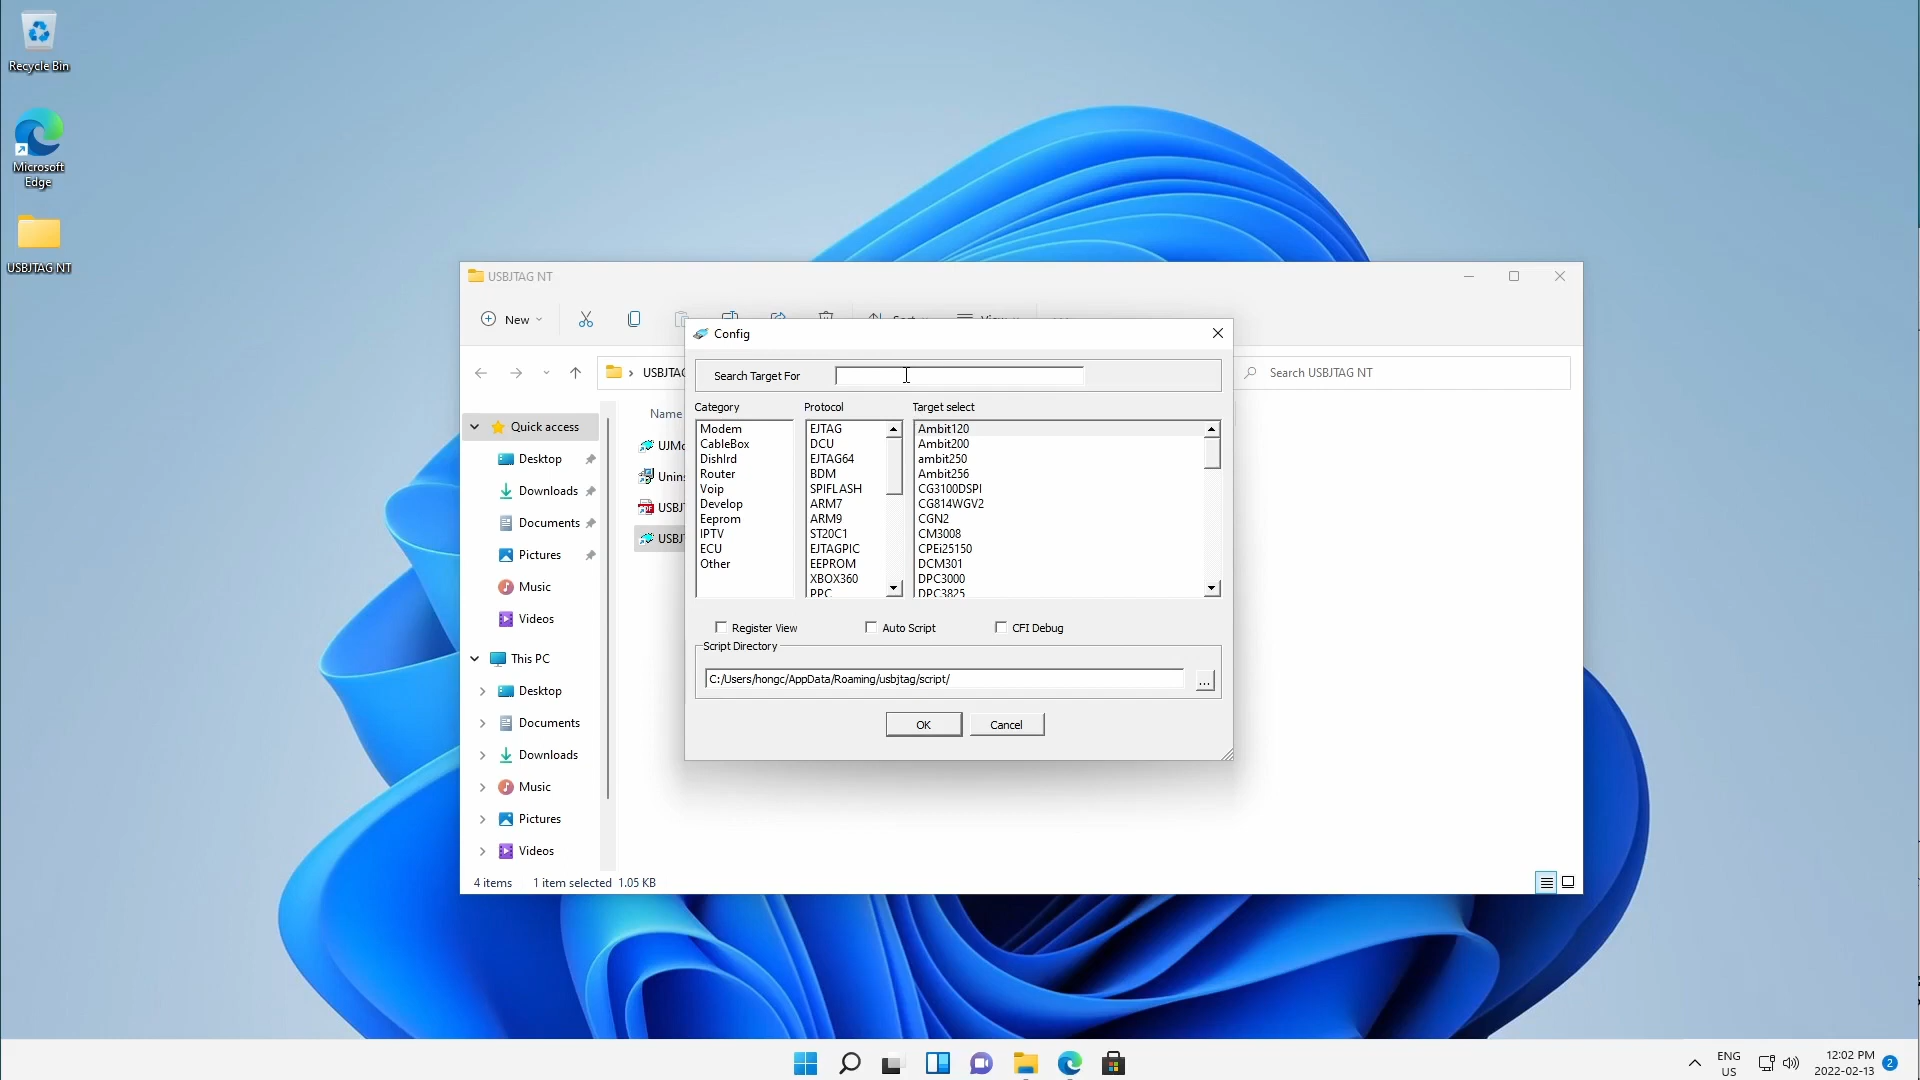 Recycle Bin
Microsoft
Edge
USBJTAG NT
USBJTAG NT
New
Config
Search Target For
USBJTAG
Search USBJTAG NT
Category
Protocol
Target select
Name
Quick access
Desktop
Downloads
Documents
Pictures
Music
Videos
This PC
Desktop
Documents
Downloads
Music
Pictures
Videos
Modem
CableBox
DishIrd
Router
Voip
Develop
Eeprom
IPTV
ECU
Other
EJTAG
DCU
EJTAG64
BDM
SPIFLASH
ARM7
ARM9
ST20C1
EJTAGPIC
EEPROM
XBOX360
PPC
Ambit120
Ambit200
ambit250
Ambit256
CG3100DSPI
CG814WGV2
CGN2
CM3008
CPEi25150
DCM301
DPC3000
DPC3825
Register View
Auto Script
CFI Debug
Script Directory
C:/Users/hongc/AppData/Roaming/usbjtag/script/
...
OK
Cancel
4 items
1 item selected 1.05 KB
ENG
US
12:02 PM
2022-02-13
2